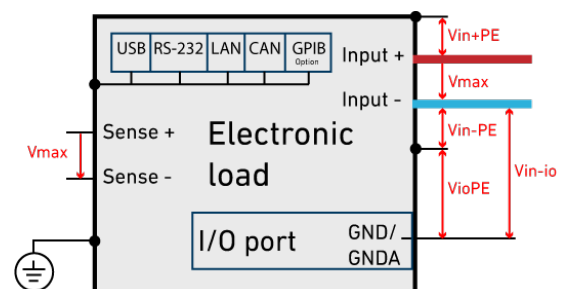 USB RS-232 LAN CAN GPIB
Option
Vin+PE
Input +
Vmax
Input -
Sense +
Vmax
Sense -
Electronic
load
Vin-PE
Vin-io
VioPE
I/O port
GND/
GNDA